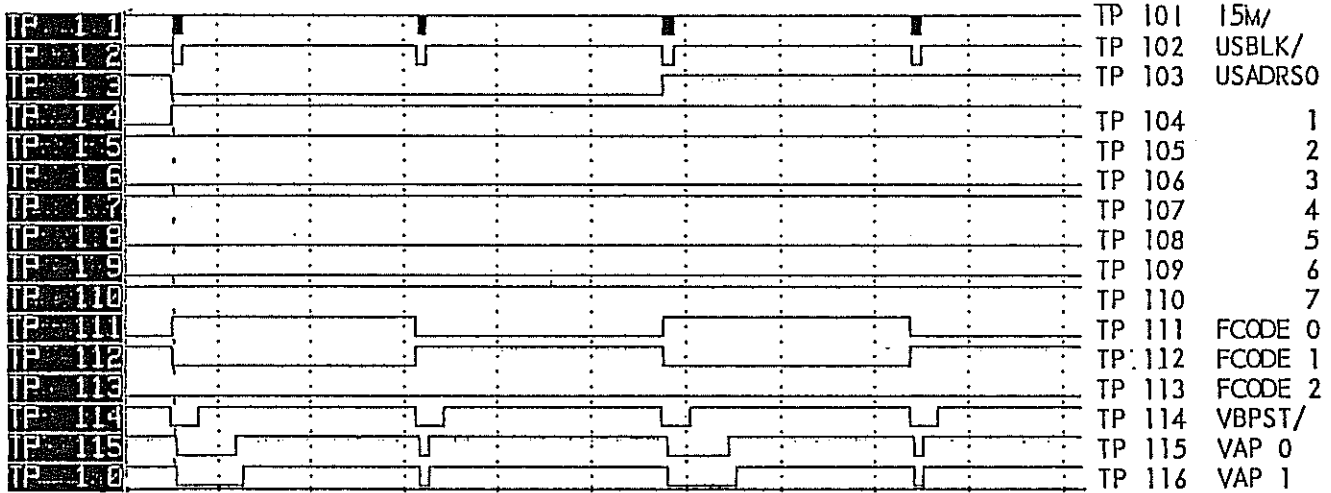 TP 1 1 TP 101 15M/
TP 1 2 TP 102 USBLK/
TP 1 3 TP 103 USADRS0
TP 1 4 TP 104 1
TP 1 5 TP 105 2
TP 1 6 TP 106 3
TP 1 7 TP 107 4
TP 1 8 TP 108 5
TP 1 9 TP 109 6
TP 110 TP 110 7
TP 111 TP 111 FCODE 0
TP 112 TP 112 FCODE 1
TP 113 TP 113 FCODE 2
TP 114 TP 114 VBPST/
TP 115 TP 115 VAP 0
TP 1 0 TP 116 VAP 1